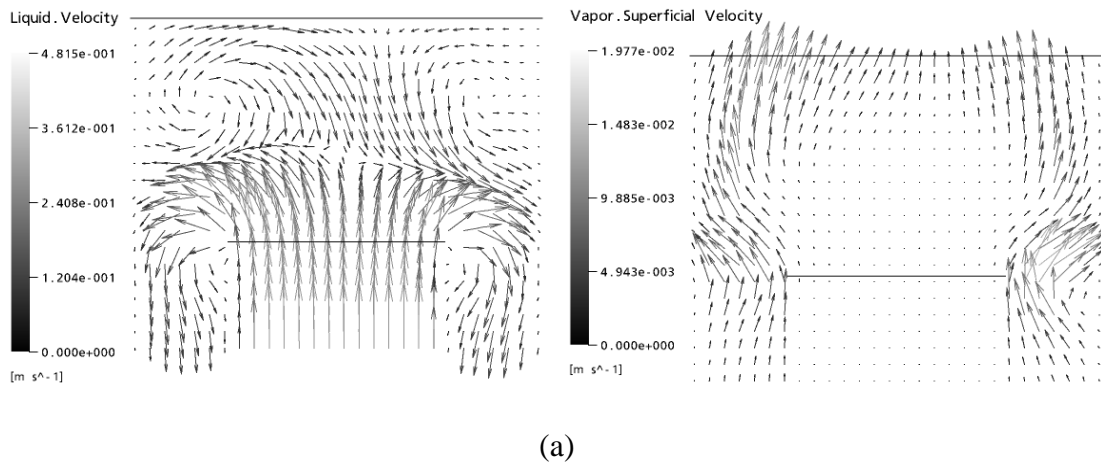 Liquid.Velocity
4.815e-001
3.612e-001
2.408e-001
1.204e-001
0.000e+000
[m s^-1]
Vapor.Superficial Velocity
1.977e-002
1.483e-002
9.885e-003
4.943e-003
0.000e+000
[m s^-1]
(a)